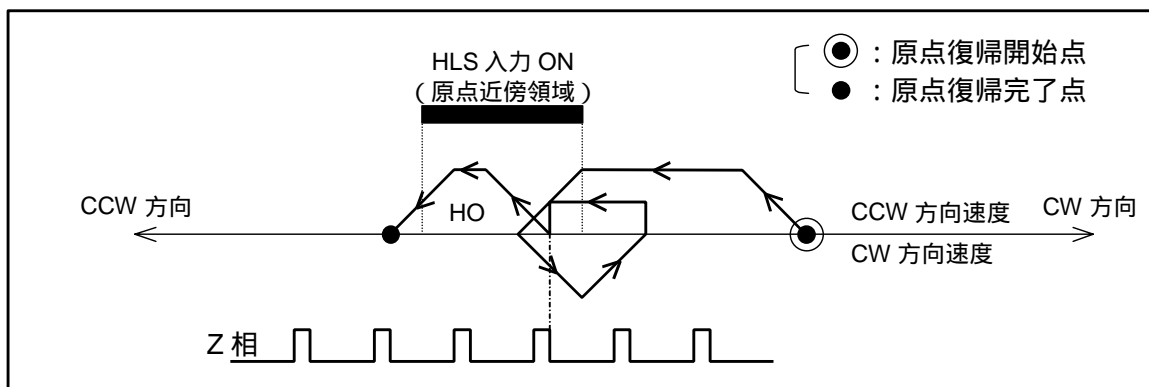 HLS 入力 ON
(原点近傍領域)
：原点復帰開始点
：原点復帰完了点
CCW 方向
HO
CCW 方向速度
CW 方向
CW 方向速度
Z 相